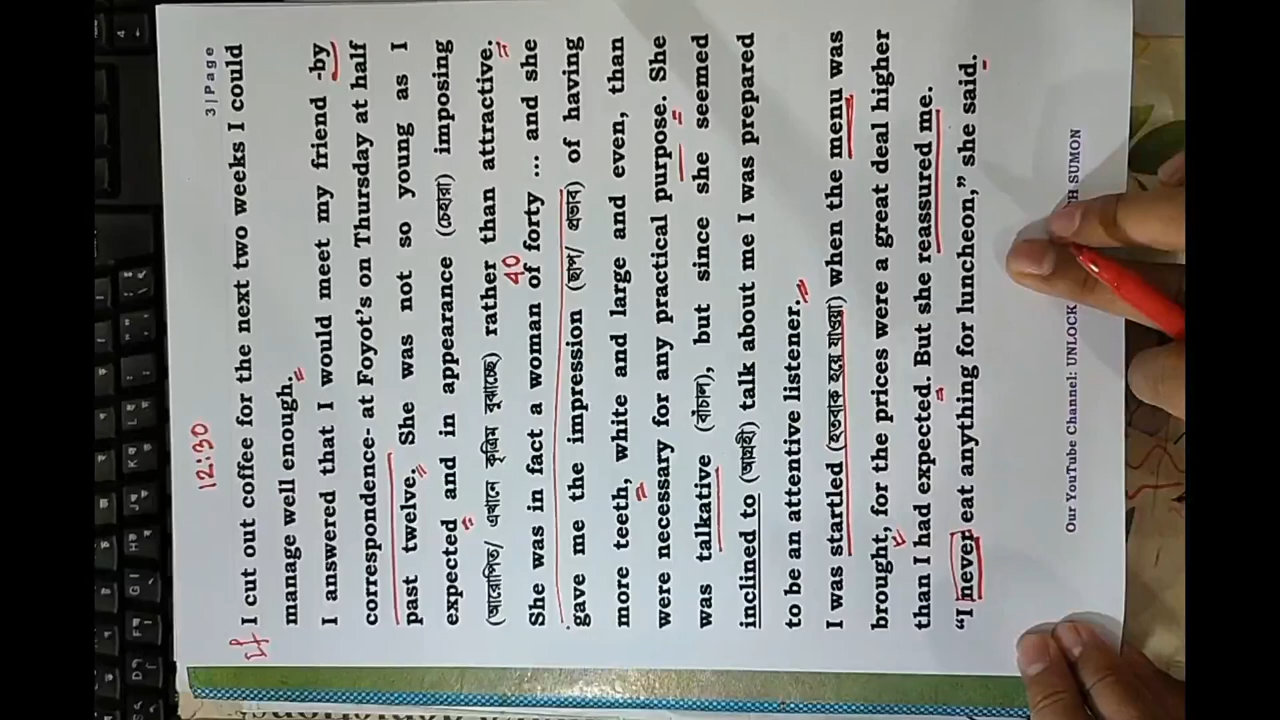 3|Page
12:30
I cut out coffee for the next two weeks I could
manage well enough.
I answered that I would meet my friend -by
correspondence- at Foyot's on Thursday at half
past twelve. She was not so young as I
expected and in appearance (চেহারা) imposing
(আরোপিত/ এখানে কৃত্রিম বুঝাচ্ছে) rather than attractive.
40
She was in fact a woman of forty ... and she
gave me the impression (ছাপ/ প্রভাব) of having
more teeth, white and large and even, than
were necessary for any practical purpose. She
was talkative (বাঁচাল), but since she seemed
inclined to (আগ্রহী) talk about me I was prepared
to be an attentive listener.
I was startled (হতবাক হয়ে যাওয়া) when the menu was
brought, for the prices were a great deal higher
than I had expected. But she reassured me.
"I never eat anything for luncheon," she said.
Our YouTube Channel: UNLOCK SUMON